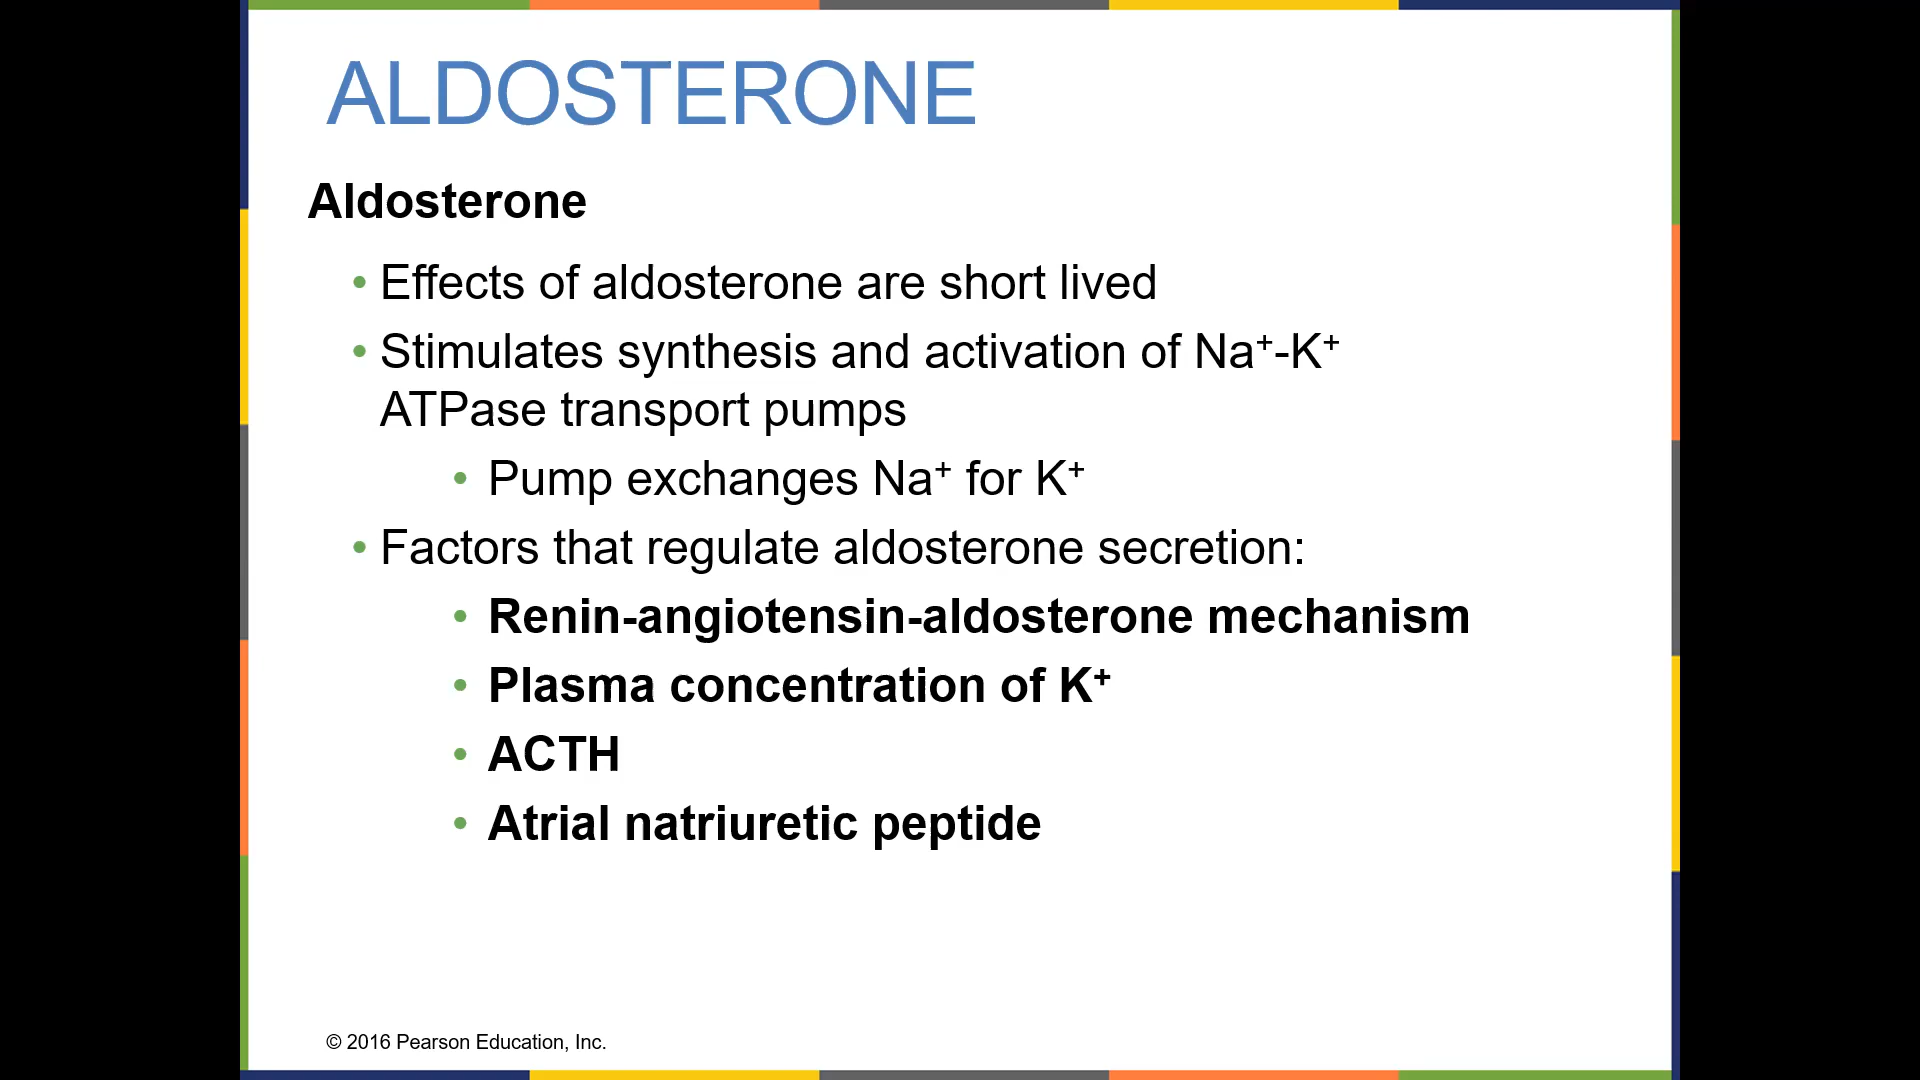 ALDOSTERONE
Aldosterone
• Effects of aldosterone are short lived
• Stimulates synthesis and activation of Na⁺-K⁺
ATPase transport pumps
• Pump exchanges Na⁺ for K⁺
• Factors that regulate aldosterone secretion:
• Renin-angiotensin-aldosterone mechanism
• Plasma concentration of K⁺
• ACTH
• Atrial natriuretic peptide
© 2016 Pearson Education, Inc.